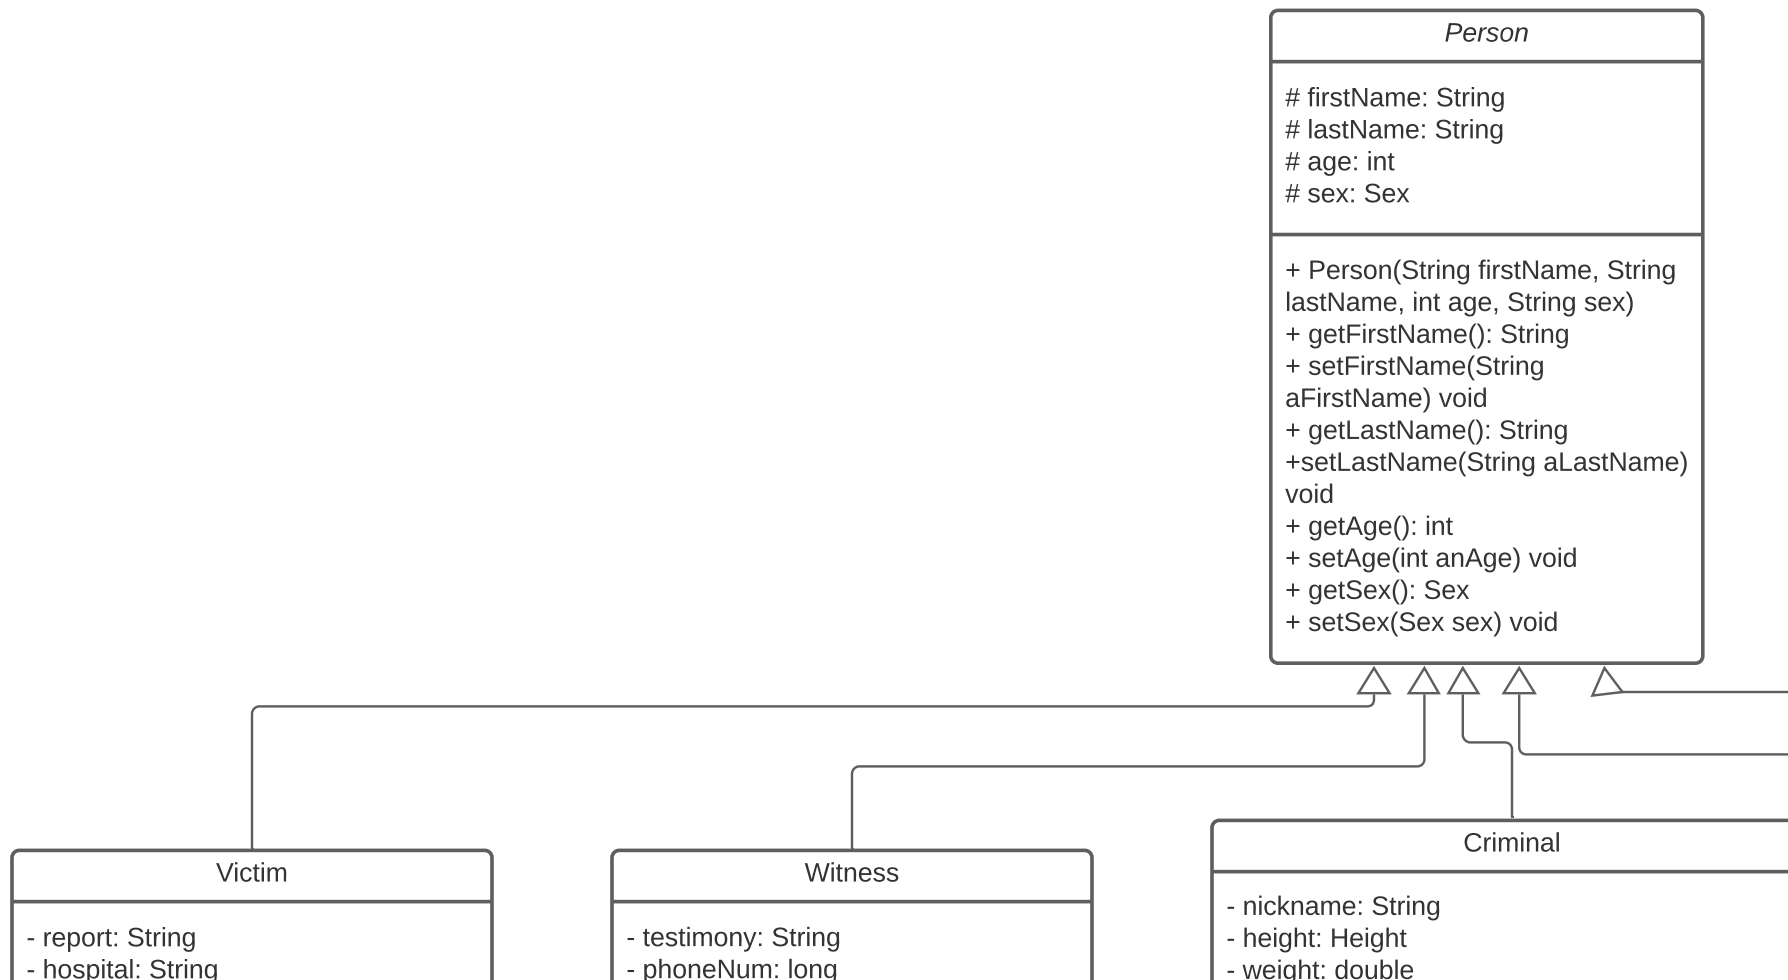 Person
# firstName: String
# lastName: String
# age: int
# sex: Sex
+ Person(String firstName, String
lastName, int age, String sex)
+ getFirstName(): String
+ setFirstName(String
aFirstName) void
+ getLastName(): String
+setLastName(String aLastName)
void
+ getAge(): int
+ setAge(int anAge) void
+ getSex(): Sex
+ setSex(Sex sex) void
Victim
- report: String
- hospital: String
Witness
- testimony: String
- phoneNum: long
Criminal
- nickname: String
- height: Height
- weight: double